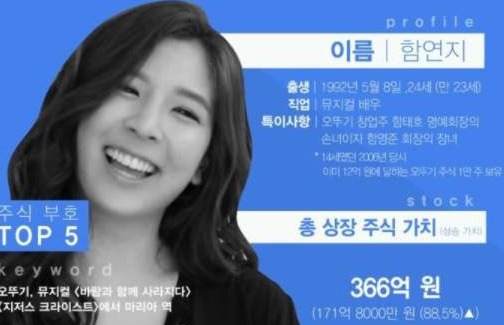 profile
이름 | 함연지
출생 | 1992년 5월 8일 ,24세 (만 23세)
직업 | 뮤지컬 배우
특이사항 | 오뚜기 창업주 함태호 명예회장의
손녀이자 함영준 회장의 장녀
* 14세였던 2006년 당시
이미 12억 원에 달하는 오뚜기 주식 1만 주 보유
주식 부호
TOP 5
stock
총 상장 주식 가치 (상승 가치)
keyword
오뚜기, 뮤지컬 <바람과 함께 사라지다>
<지저스 크라이스트>에서 마리아 역
366억 원
(171억 8000만 원 (88.5%)▲)